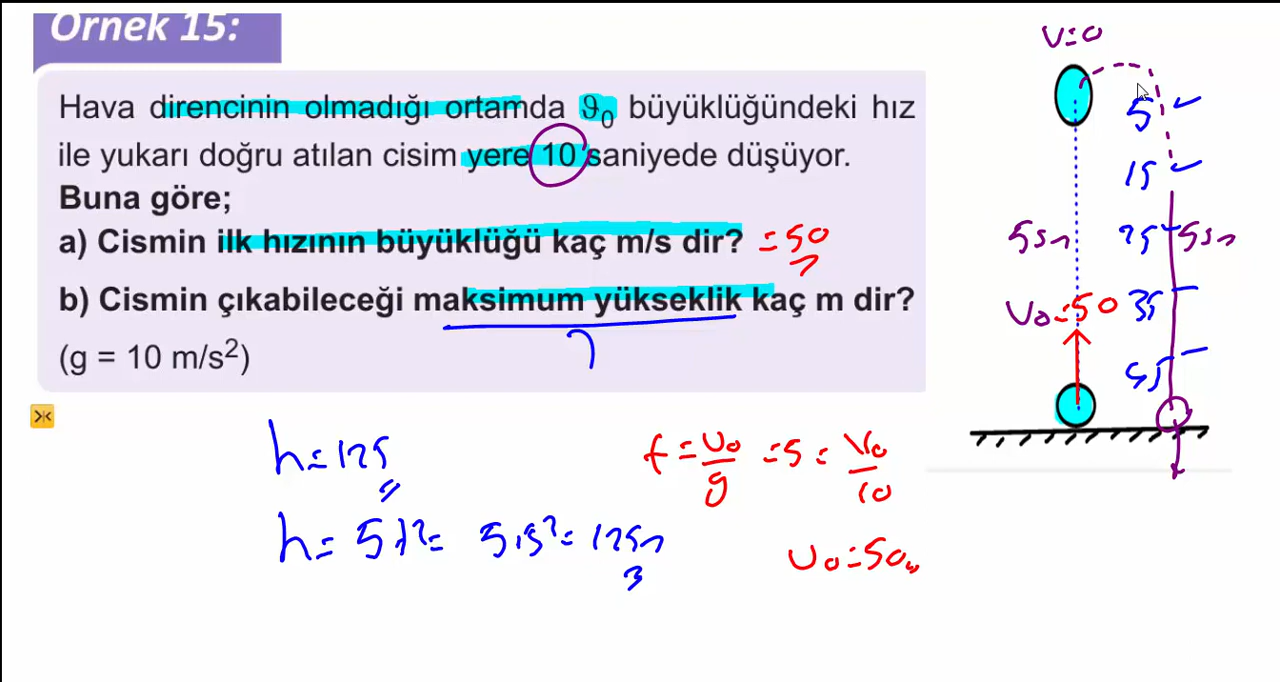 Örnek 15:
Hava direncinin olmadığı ortamda ϑ₀ büyüklüğündeki hız
ile yukarı doğru atılan cisim yere 10 saniyede düşüyor.
Buna göre;
a) Cismin ilk hızının büyüklüğü kaç m/s dir? = 50
b) Cismin çıkabileceği maksimum yükseklik kaç m dir?
(g = 10 m/s²)
h = 125
h = 5t² = 5.5² = 125m
t = v₀/g = 5 = v₀/10
v₀ = 50
v=0
5
15
5sn 25 5sn
v₀ = 50 35
45